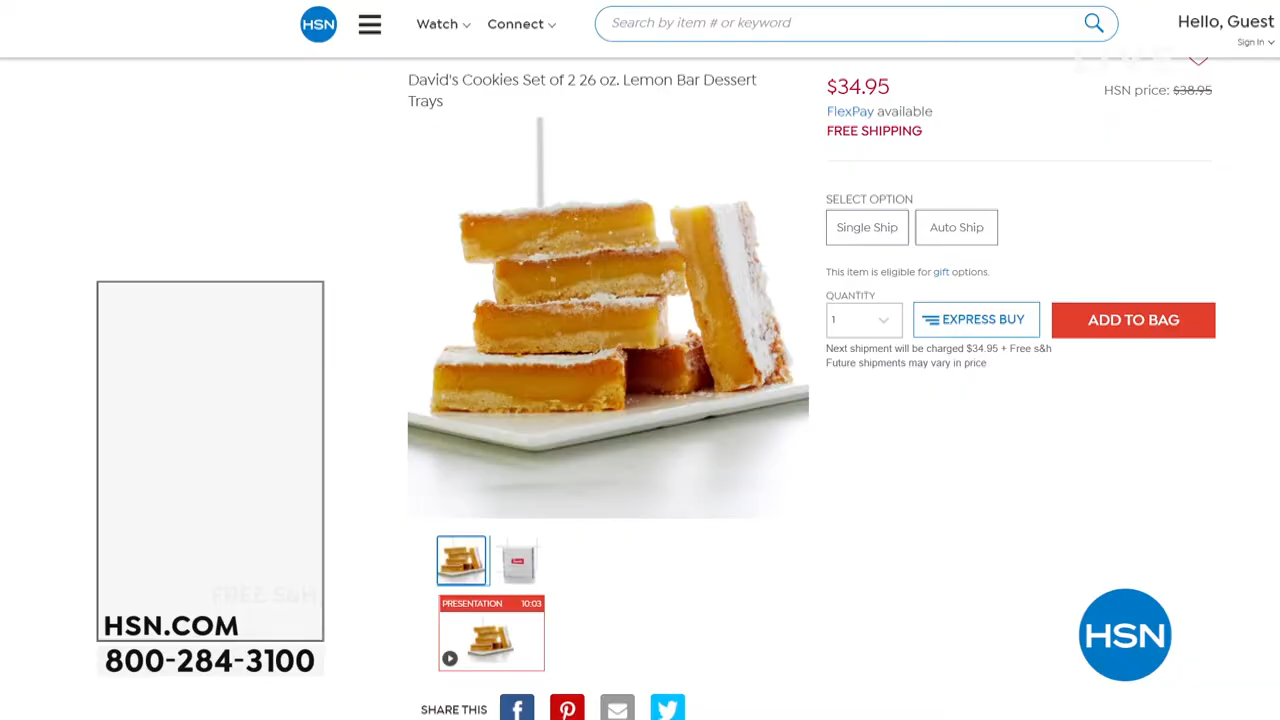 HSN
Watch
Connect
Search by item # or keyword
Hello, Guest
Sign In
LIVE
David's Cookies Set of 2 26 oz. Lemon Bar Dessert
Trays
$34.95
HSN price: $38.95
FlexPay available
FREE SHIPPING
SELECT OPTION
Single Ship
Auto Ship
This item is eligible for gift options.
QUANTITY
1
EXPRESS BUY
ADD TO BAG
Next shipment will be charged $34.95 + Free s&h
Future shipments may vary in price
PRESENTATION 10:03
FREE S&H
HSN.COM
800-284-3100
HSN
SHARE THIS